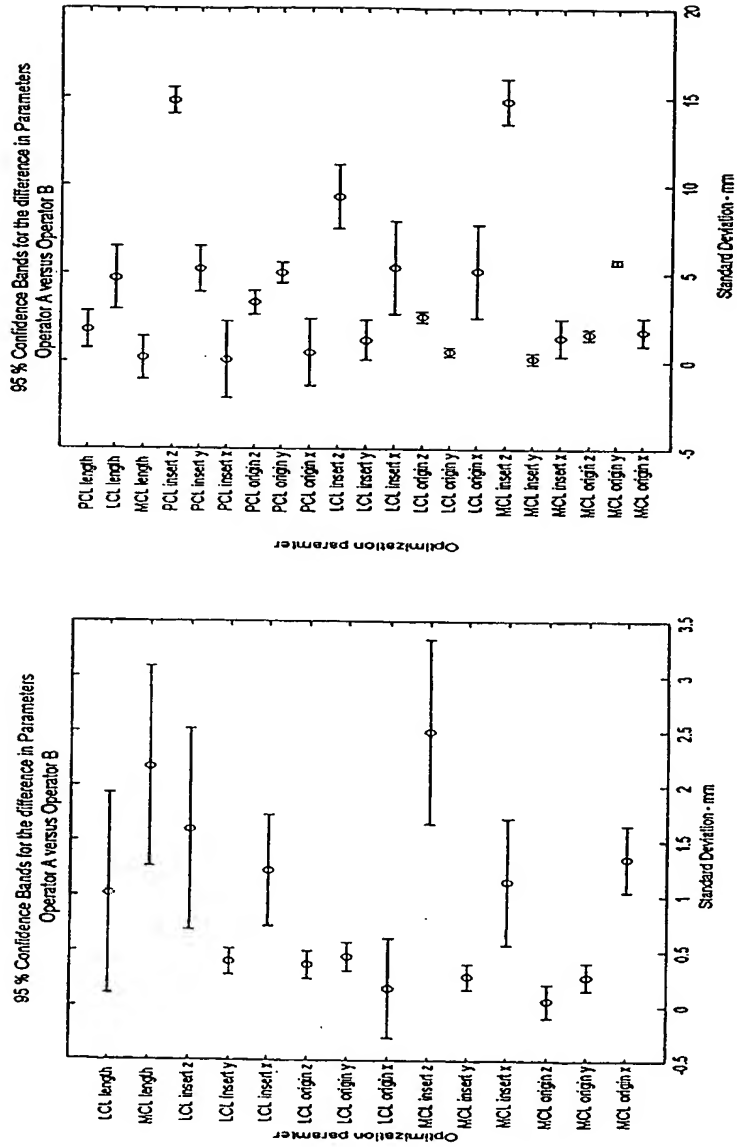 95 % Confidence Bands for the difference in Parameters
Operator A versus Operator B
LCL length
MCL length
LCL insert z
LCL insert y
LCL insert x
LCL origin z
LCL origin y
LCL origin x
MCL insert z
MCL insert y
MCL insert x
MCL origin z
MCL origin y
MCL origin x
Optimization paramter
-0.5
0
0.5
1
1.5
2
2.5
3
3.5
Standard Deviation - mm
95 % Confidence Bands for the difference in Parameters
Operator A versus Operator B
PCL length
LCL length
MCL length
PCL insert z
PCL insert y
PCL insert x
PCL origin z
PCL origin y
PCL origin x
LCL insert z
LCL insert y
LCL insert x
LCL origin z
LCL origin y
LCL origin x
MCL insert z
MCL insert y
MCL insert x
MCL origin z
MCL origin y
MCL origin x
Optimization paramter
-5
0
5
10
15
20
Standard Deviation - mm